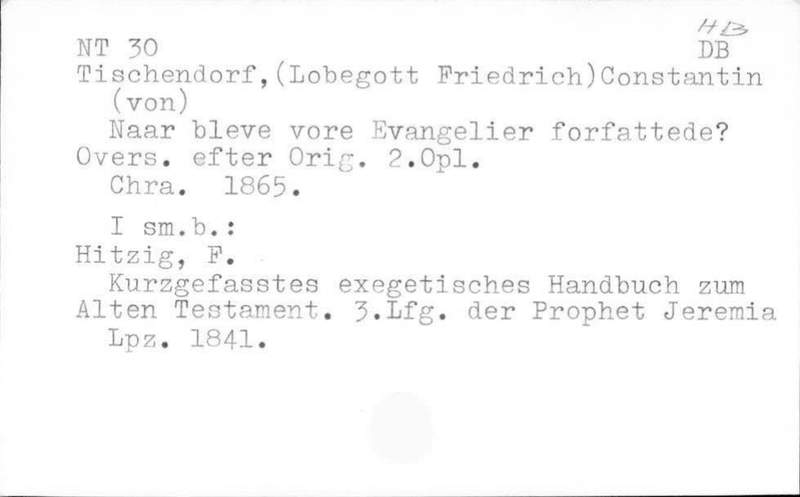 HB
NT 30 DB
Tischendorf,(Lobegott Friedrich)Constantin
(von)
Naar bleve vore Evangelier forfattede?
Overs. efter Orig. 2.Opl.
Chra. 1865.
I sm.b.:
Hitzig, F.
Kurzgefasstes exegetisches Handbuch zum
Alten Testament. 3.Lfg. der Prophet Jeremia
Lpz. 1841.